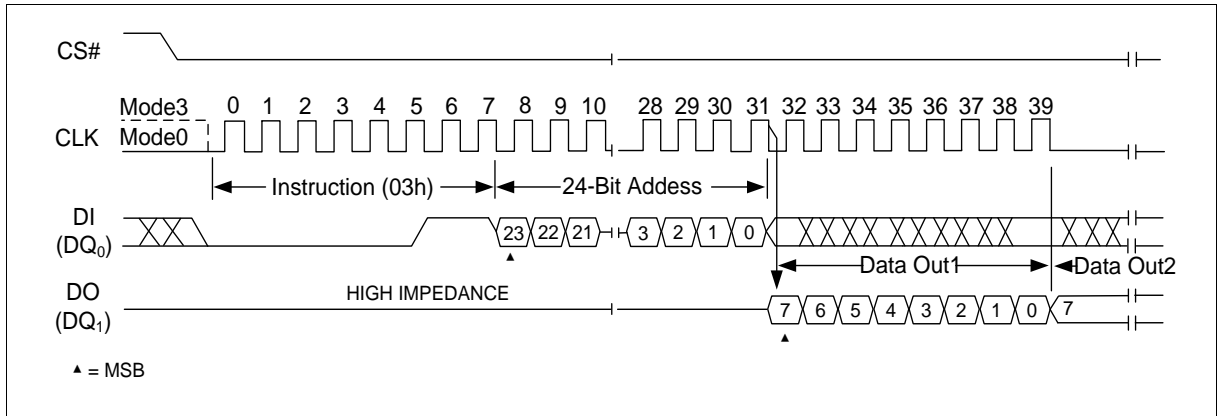 CS#
Mode3 0 1 2 3 4 5 6 7 8 9 10 28 29 30 31 32 33 34 35 36 37 38 39
CLK Mode0
Instruction (03h) 24-Bit Addess
DI
(DQ0)
23 22 21 3 2 1 0
Data Out1 Data Out2
DO
(DQ1)
HIGH IMPEDANCE
7 6 5 4 3 2 1 0 7
▲ = MSB